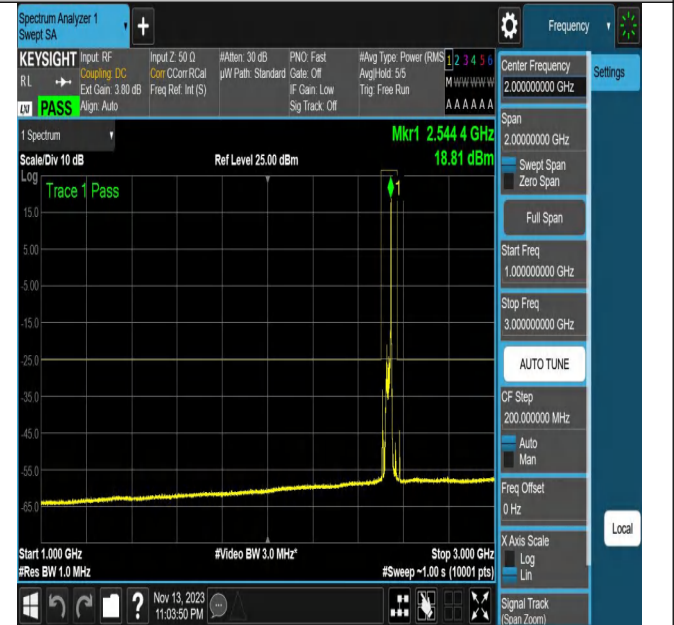 Spectrum Analyzer 1
Swept SA
+
Frequency
KEYSIGHT
RL
PASS
Input: RF
Coupling: DC
Ext Gain: 3.80 dB
Align: Auto
Input Z: 50 Ω
Corr CCorr RCal
Freq Ref: Int (S)
#Atten: 30 dB
µW Path: Standard
PNO: Fast
Gate: Off
IF Gain: Low
Sig Track: Off
#Avg Type: Power (RMS
Avg|Hold: 5/5
Trig: Free Run
1 2 3 4 5 6
M W W W W W
A A A A A A
1 Spectrum
Scale/Div 10 dB
Ref Level 25.00 dBm
Mkr1 2.544 4 GHz
18.81 dBm
Log
Trace 1 Pass
1
15.0
5.00
-5.00
-15.0
-25.0
-35.0
-45.0
-55.0
-65.0
Start 1.000 GHz
#Res BW 1.0 MHz
#Video BW 3.0 MHz*
Stop 3.000 GHz
#Sweep ~1.00 s (10001 pts)
Center Frequency
2.000000000 GHz
Settings
Span
2.00000000 GHz
Swept Span
Zero Span
Full Span
Start Freq
1.000000000 GHz
Stop Freq
3.000000000 GHz
AUTO TUNE
CF Step
200.000000 MHz
Auto
Man
Freq Offset
0 Hz
X Axis Scale
Log
Lin
Local
Signal Track
(Span Zoom)
?
Nov 13, 2023
11:03:50 PM